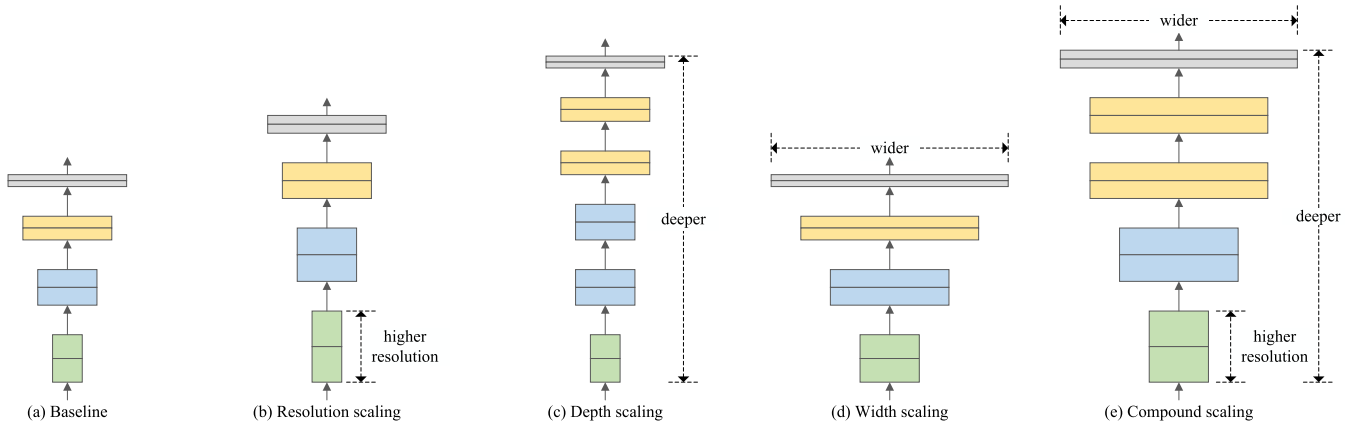 wider
wider
deeper
deeper
higher
resolution
higher
resolution
(a) Baseline
(b) Resolution scaling
(c) Depth scaling
(d) Width scaling
(e) Compound scaling